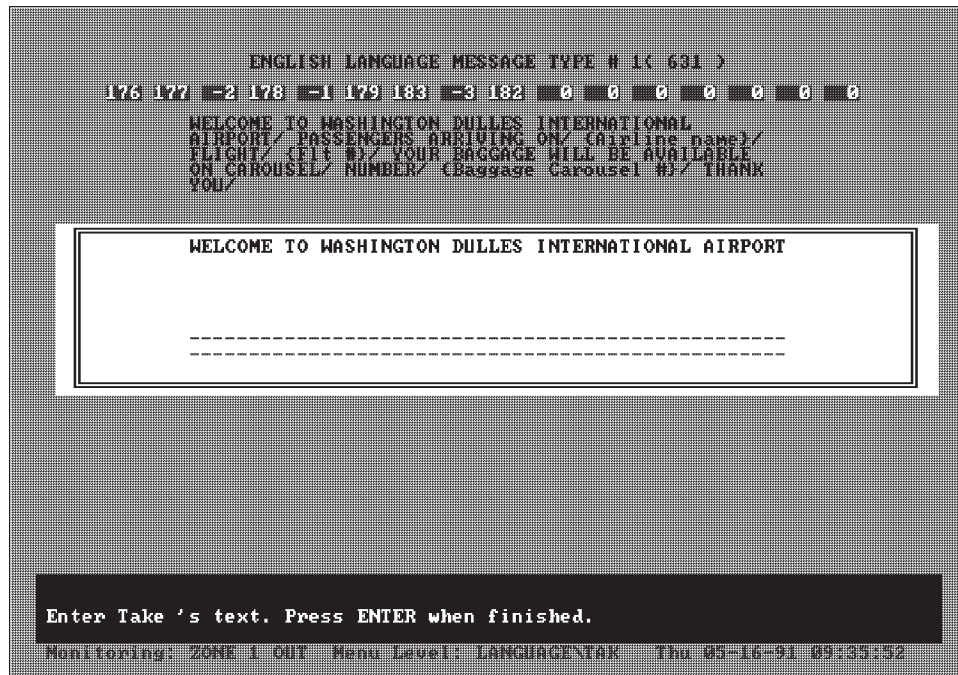 ENGLISH LANGUAGE MESSAGE TYPE # 1( 631 )
176 177 -2 178 -1 179 183 -3 182 0 0 0 0 0 0 0
WELCOME TO WASHINGTON DULLES INTERNATIONAL
AIRPORT/ PASSENGERS ARRIVING ON/ {Airline name}/
FLIGHT/ {Flt #}/ YOUR BAGGAGE WILL BE AVAILABLE
ON CAROUSEL/ NUMBER/ {Baggage Carousel #}/ THANK
YOU/
WELCOME TO WASHINGTON DULLES INTERNATIONAL AIRPORT
Enter Take 's text. Press ENTER when finished.
Monitoring: ZONE 1 OUT Menu Level: LANGUAGE\TAK Thu 05-16-91 09:35:52